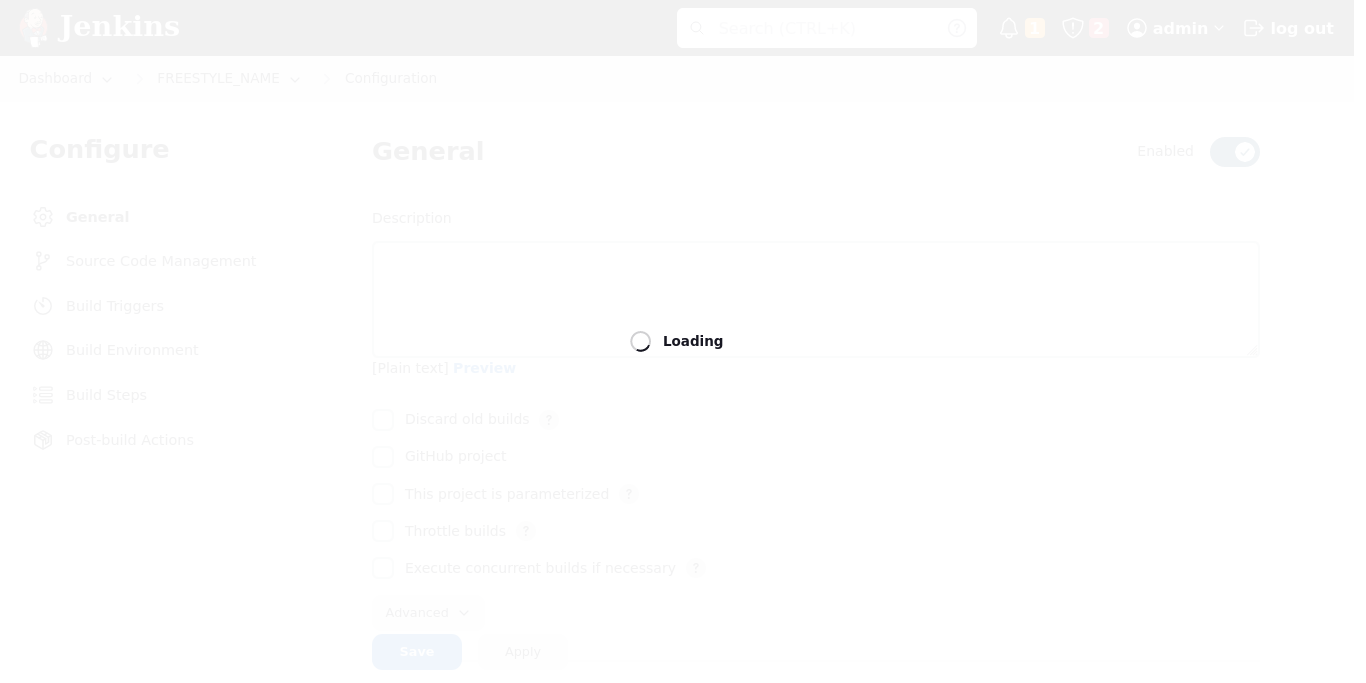 Jenkins
Search (CTRL+K)
?
1
2
admin
log out
Dashboard
FREESTYLE_NAME
Configuration
Configure
General
Source Code Management
Build Triggers
Build Environment
Build Steps
Post-build Actions
General
Enabled
Description
Loading
[Plain text] Preview
Discard old builds ?
GitHub project
This project is parameterized ?
Throttle builds ?
Execute concurrent builds if necessary ?
Advanced
Save
Apply